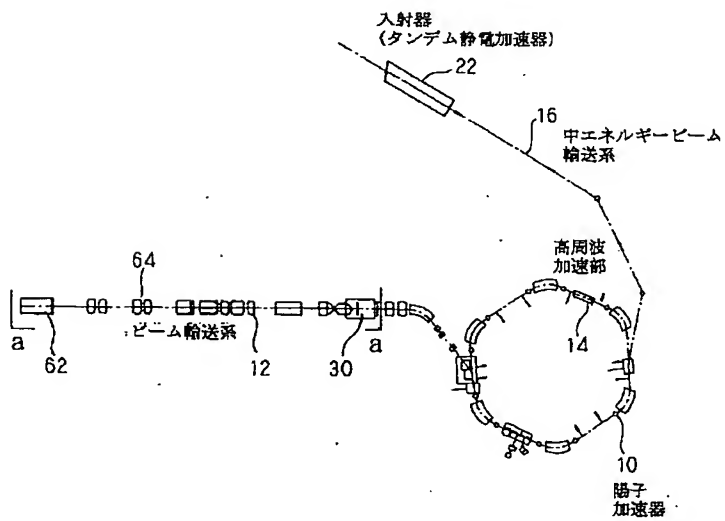 入射器
(タンデム静電加速器)
22
16
中エネルギービーム
輸送系
高周波
加速部
14
64
ビーム輸送系
a
62
12
30
a
10
陽子
加速器